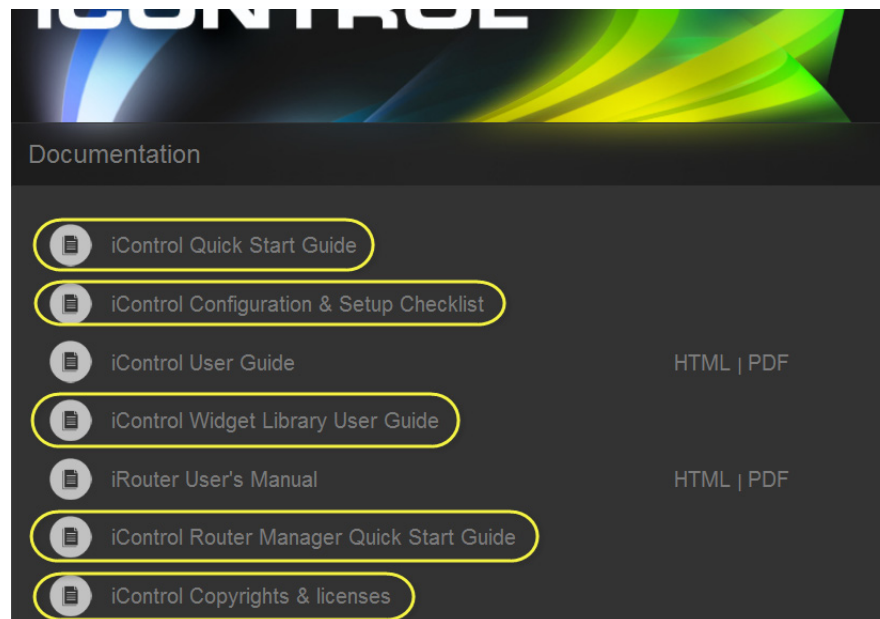 iCONTROL
Documentation
iControl Quick Start Guide
iControl Configuration & Setup Checklist
iControl User Guide HTML | PDF
iControl Widget Library User Guide
iRouter User's Manual HTML | PDF
iControl Router Manager Quick Start Guide
iControl Copyrights & licenses